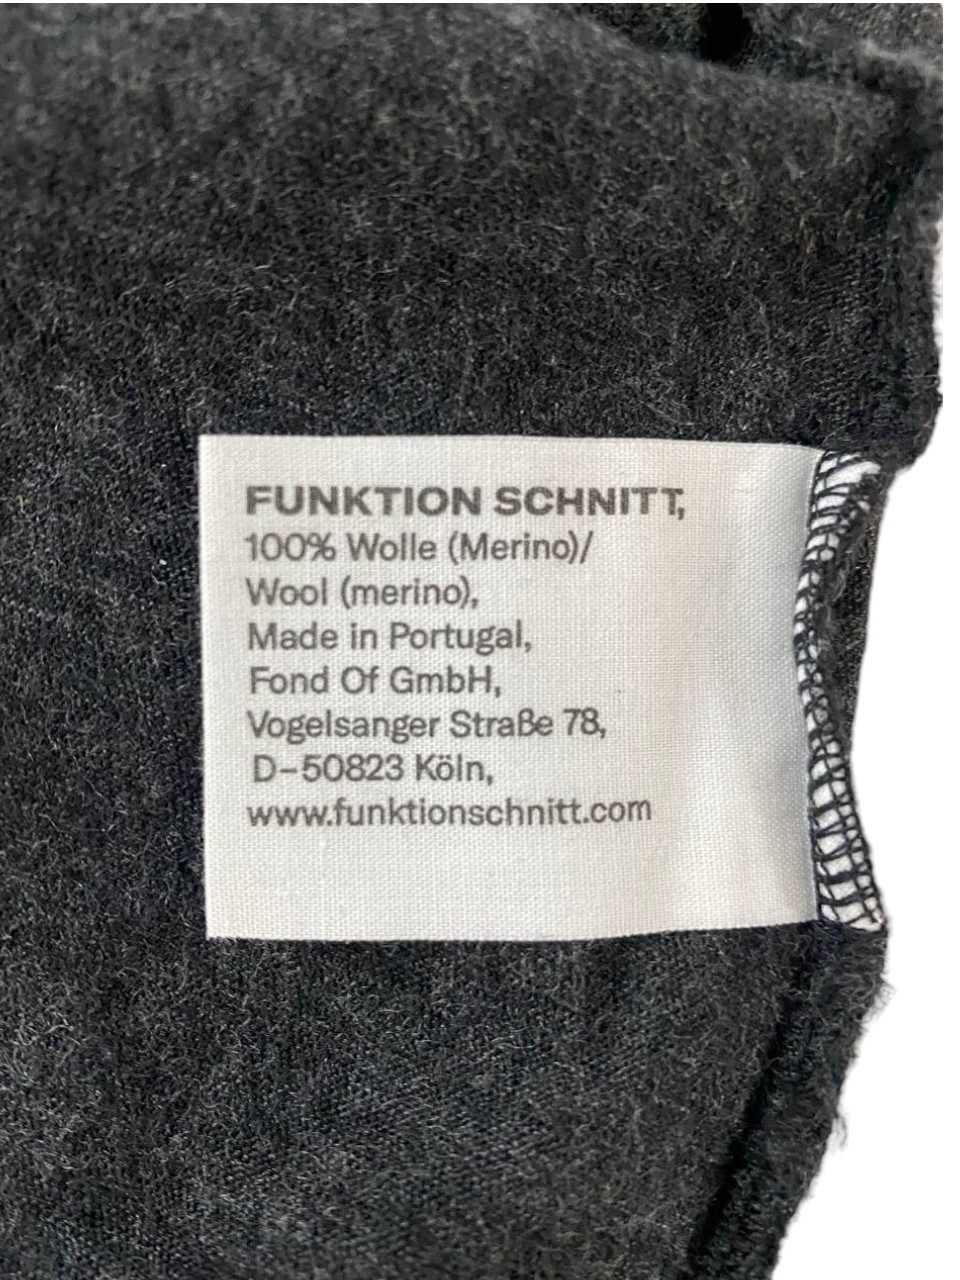 FUNKTION SCHNITT,
100% Wolle (Merino)/
Wool (merino),
Made in Portugal,
Fond Of GmbH,
Vogelsanger Straße 78,
D-50823 Köln,
www.funktionschnitt.com